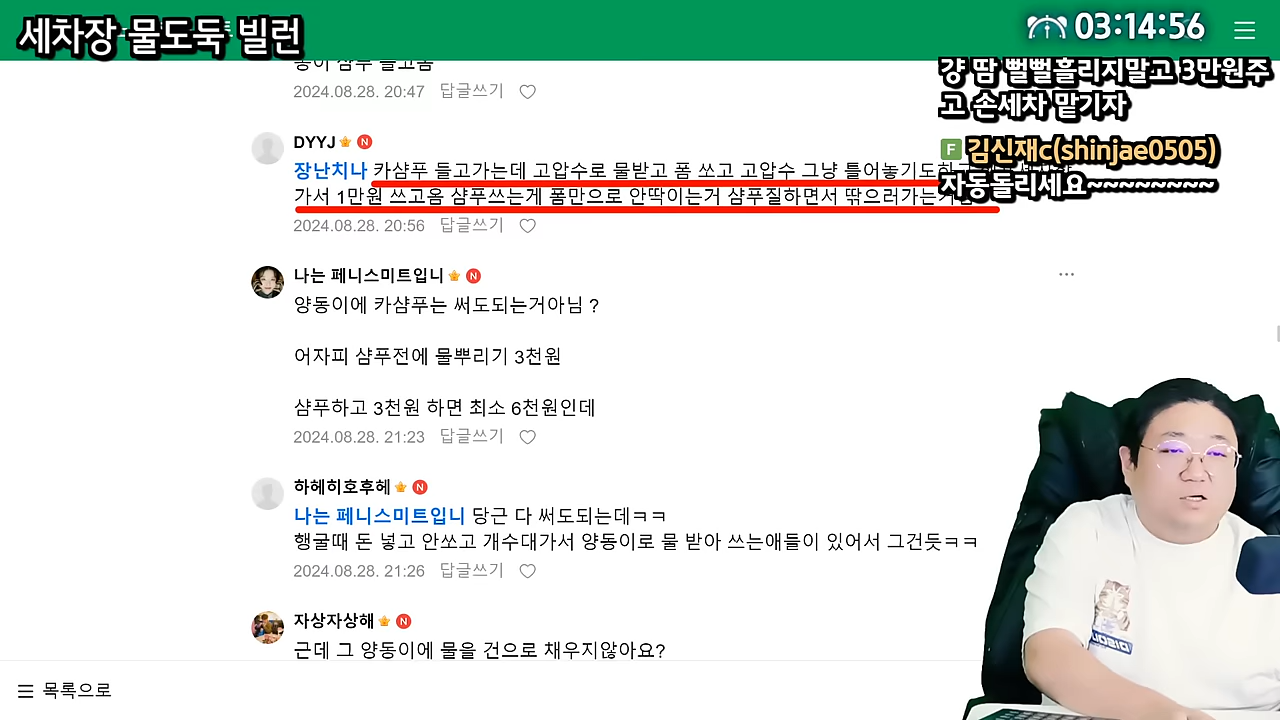 세차장 물도둑 빌런
03:14:56
걍 땀 뻘뻘흘리지말고 3만원주
고 손세차 맡기자
F 김신재c(shinjae0505)
자동돌리세요~~~~~~~~
2024.08.28. 20:47 답글쓰기
DYYJ N
장난치나 카샴푸 들고가는데 고압수로 물받고 폼 쓰고 고압수 그냥 틀어놓기도
가서 1만원 쓰고옴 샴푸쓰는게 폼만으로 안딱이는거 샴푸질하면서 딲으러가는
2024.08.28. 20:56 답글쓰기
나는 페니스미트입니 N
양동이에 카샴푸는 써도되는거아님 ?
어자피 샴푸전에 물뿌리기 3천원
샴푸하고 3천원 하면 최소 6천원인데
2024.08.28. 21:23 답글쓰기
하헤히호후헤 N
나는 페니스미트입니 당근 다 써도되는데ㅋㅋ
행굴때 돈 넣고 안쏘고 개수대가서 양동이로 물 받아 쓰는애들이 있어서 그건듯ㅋㅋ
2024.08.28. 21:26 답글쓰기
자상자상해 N
근데 그 양동이에 물을 건으로 채우지않아요?
목록으로